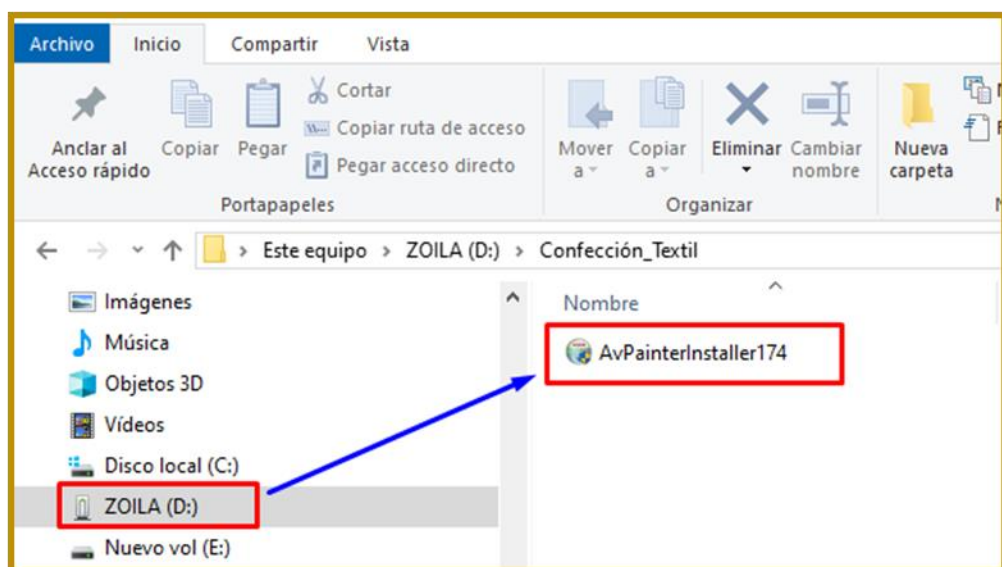 Archivo Inicio Compartir Vista
Anclar al
Acceso rápido
Copiar
Pegar
Cortar
Copiar ruta de acceso
Pegar acceso directo
Portapapeles
Mover
a
Copiar
a
Eliminar
Cambiar
nombre
Organizar
Nueva
carpeta
Este equipo > ZOILA (D:) > Confección_Textil
Imágenes
Música
Objetos 3D
Vídeos
Disco local (C:)
ZOILA (D:)
Nuevo vol (E:)
Nombre
AvPainterInstaller174